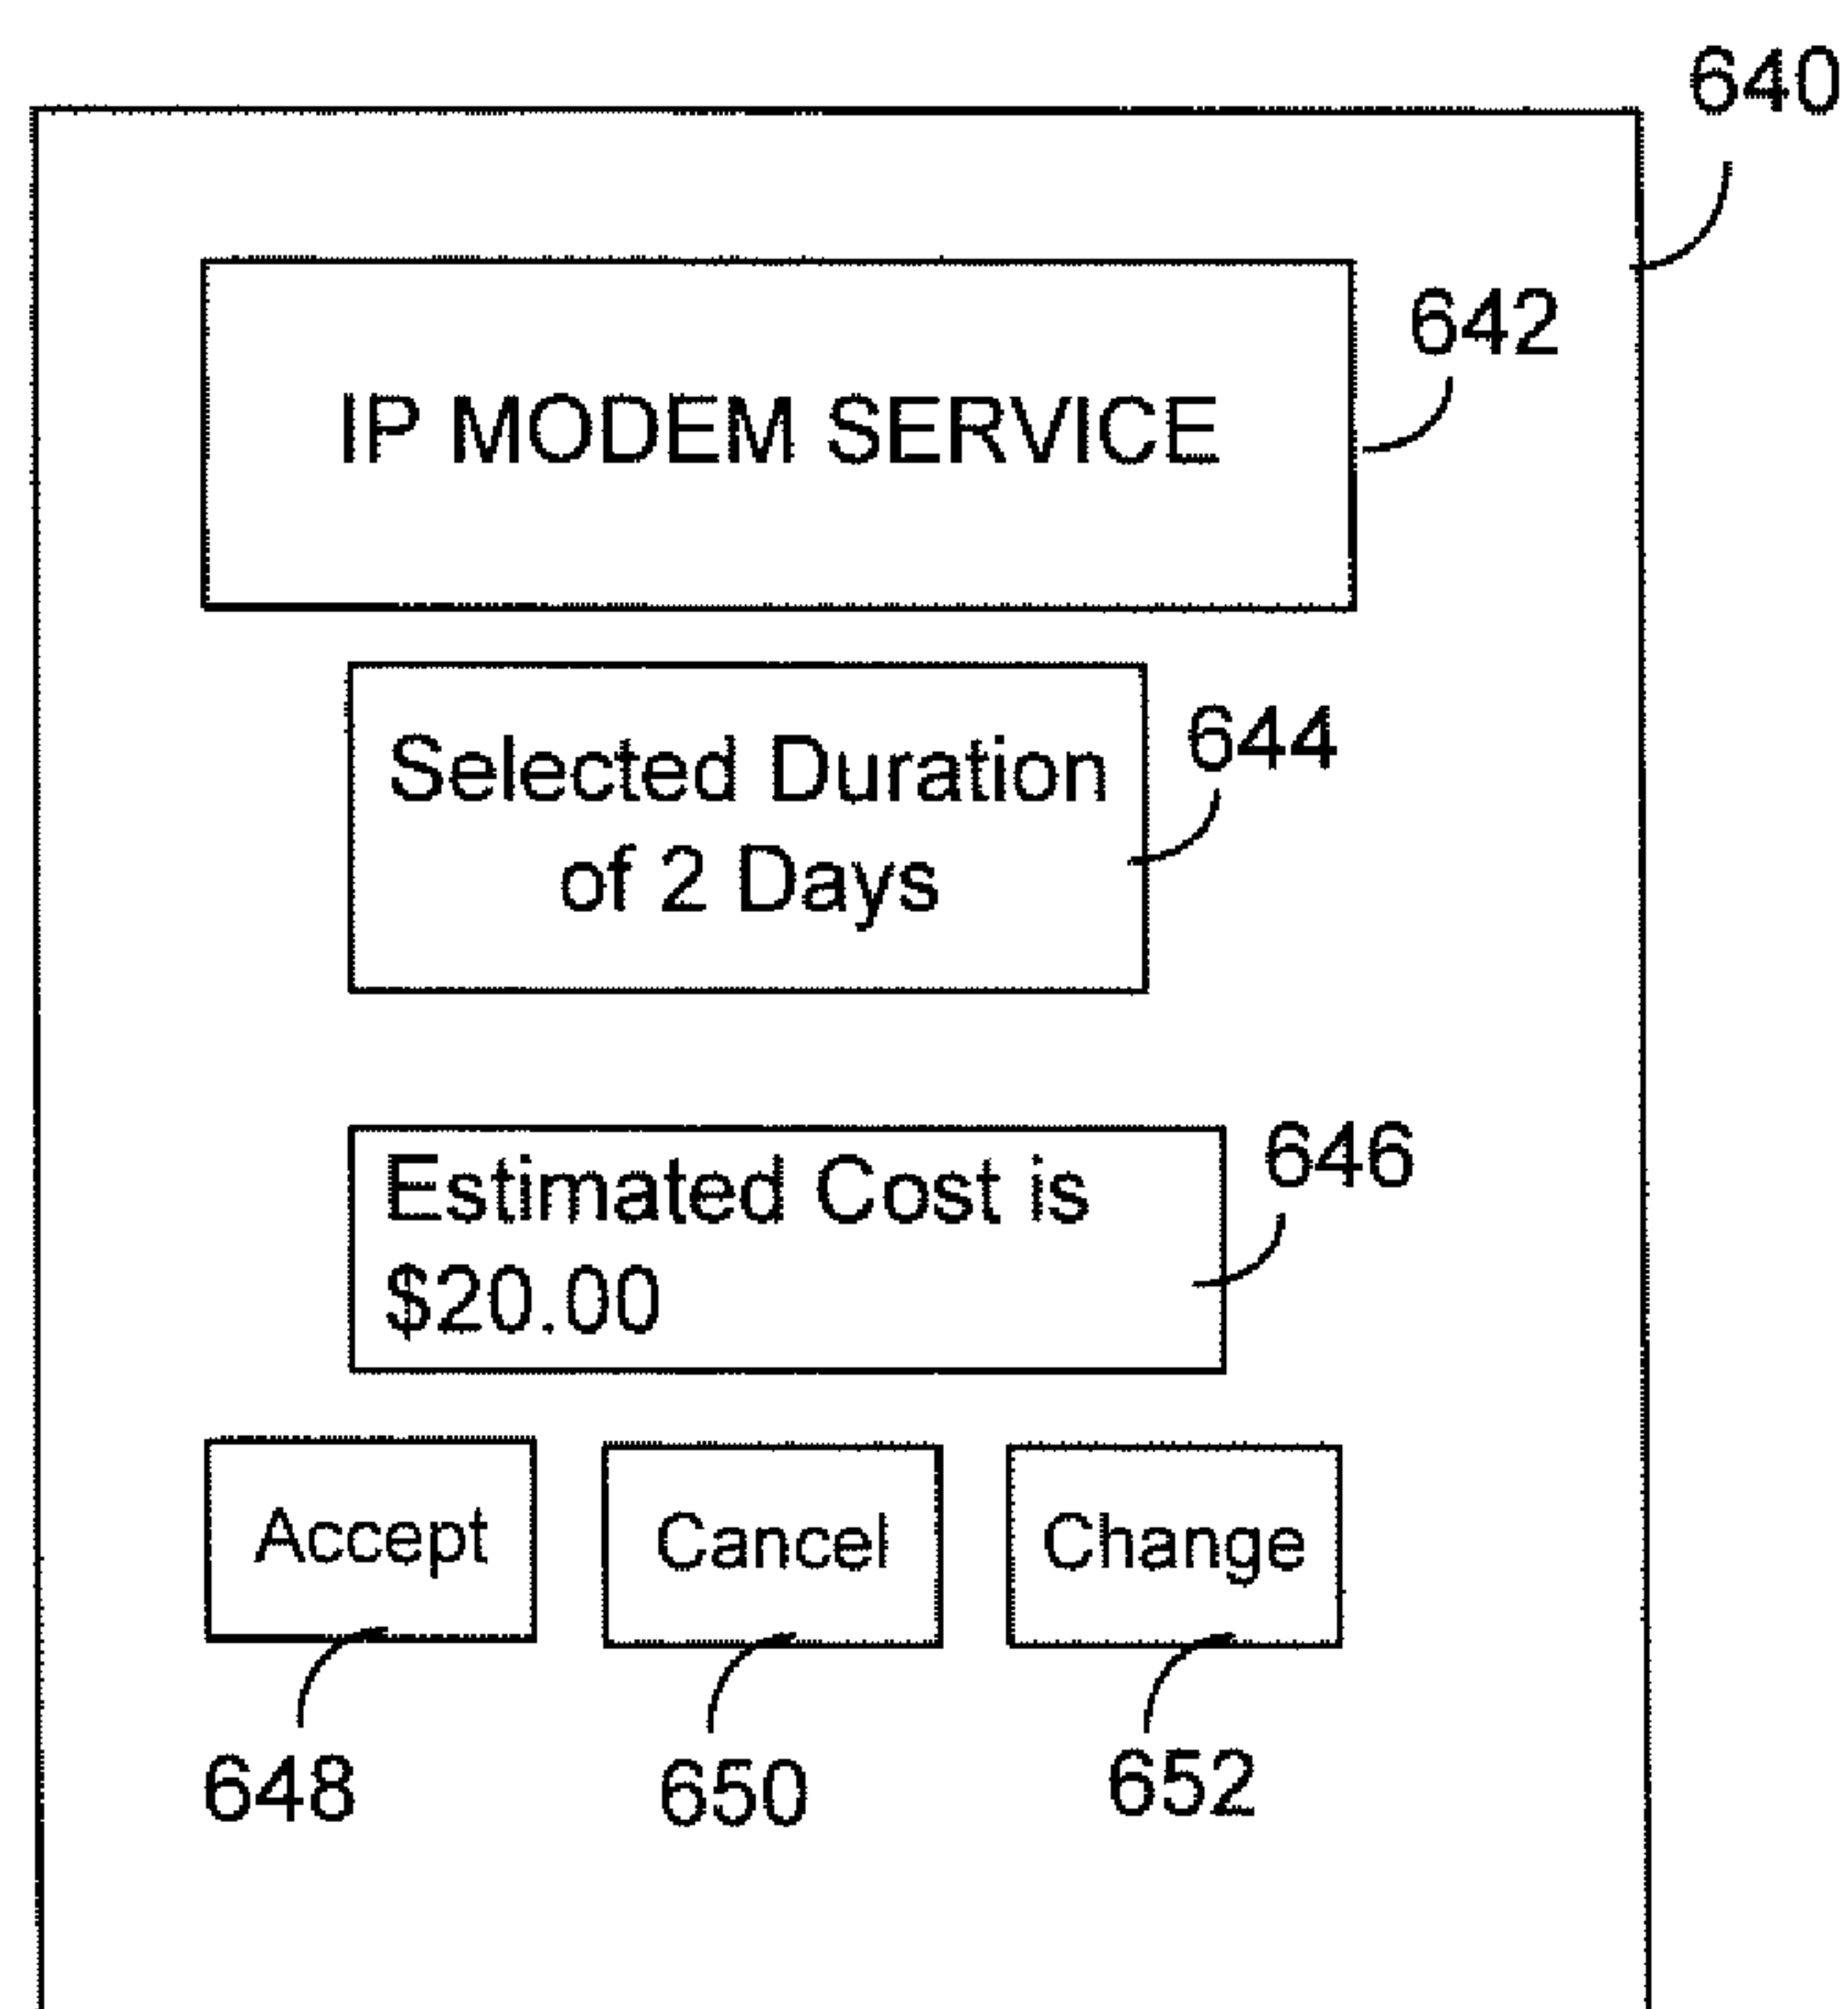 640
IP MODEM SERVICE
642
Selected Duration
of 2 Days
644
Estimated Cost is
$20.00
646
Accept
Cancel
Change
648
650
652